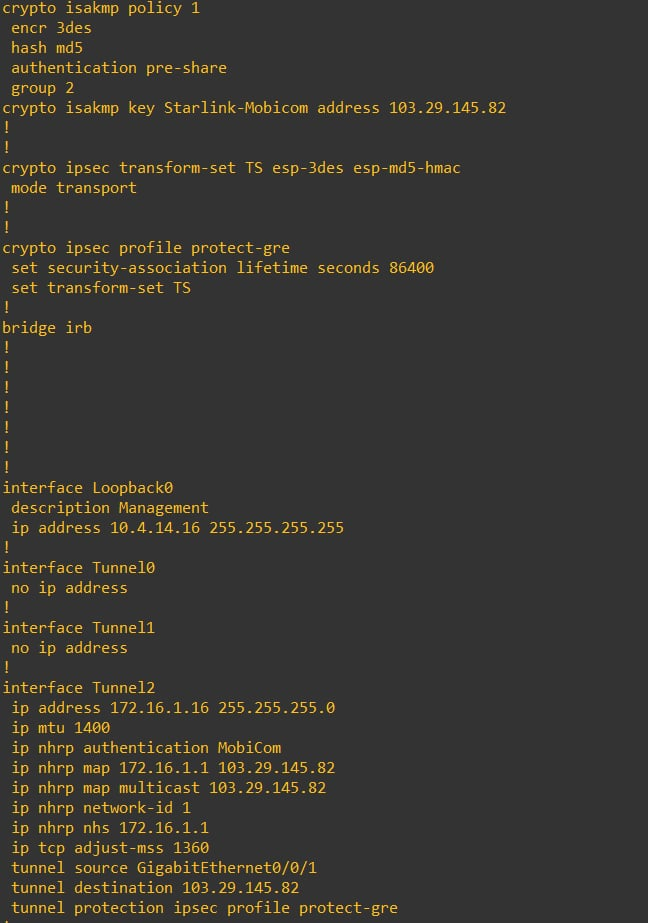 crypto isakmp policy 1
 encr 3des
 hash md5
 authentication pre-share
 group 2
crypto isakmp key Starlink-Mobicom address 103.29.145.82
!
!
crypto ipsec transform-set TS esp-3des esp-md5-hmac
 mode transport
!
!
crypto ipsec profile protect-gre
 set security-association lifetime seconds 86400
 set transform-set TS
!
bridge irb
!
!
!
!
!
!
!
interface Loopback0
 description Management
 ip address 10.4.14.16 255.255.255.255
!
interface Tunnel0
 no ip address
!
interface Tunnel1
 no ip address
!
interface Tunnel2
 ip address 172.16.1.16 255.255.255.0
 ip mtu 1400
 ip nhrp authentication MobiCom
 ip nhrp map 172.16.1.1 103.29.145.82
 ip nhrp map multicast 103.29.145.82
 ip nhrp network-id 1
 ip nhrp nhs 172.16.1.1
 ip tcp adjust-mss 1360
 tunnel source GigabitEthernet0/0/1
 tunnel destination 103.29.145.82
 tunnel protection ipsec profile protect-gre